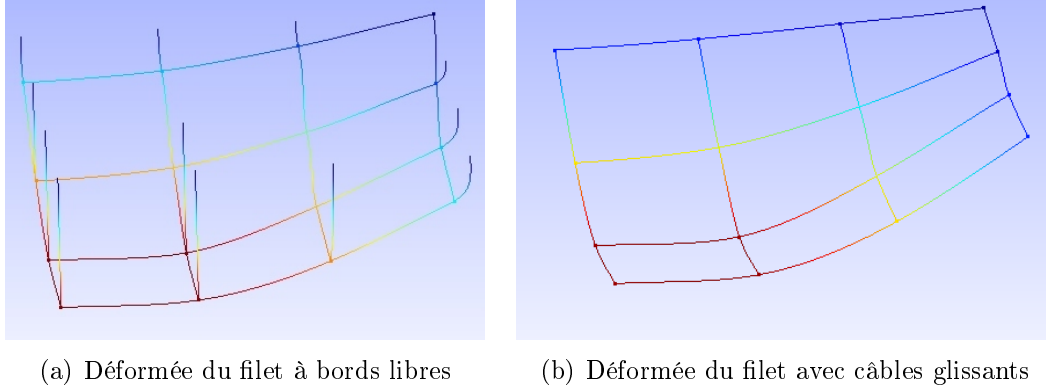 (a) Déformée du filet à bords libres
(b) Déformée du filet avec câbles glissants